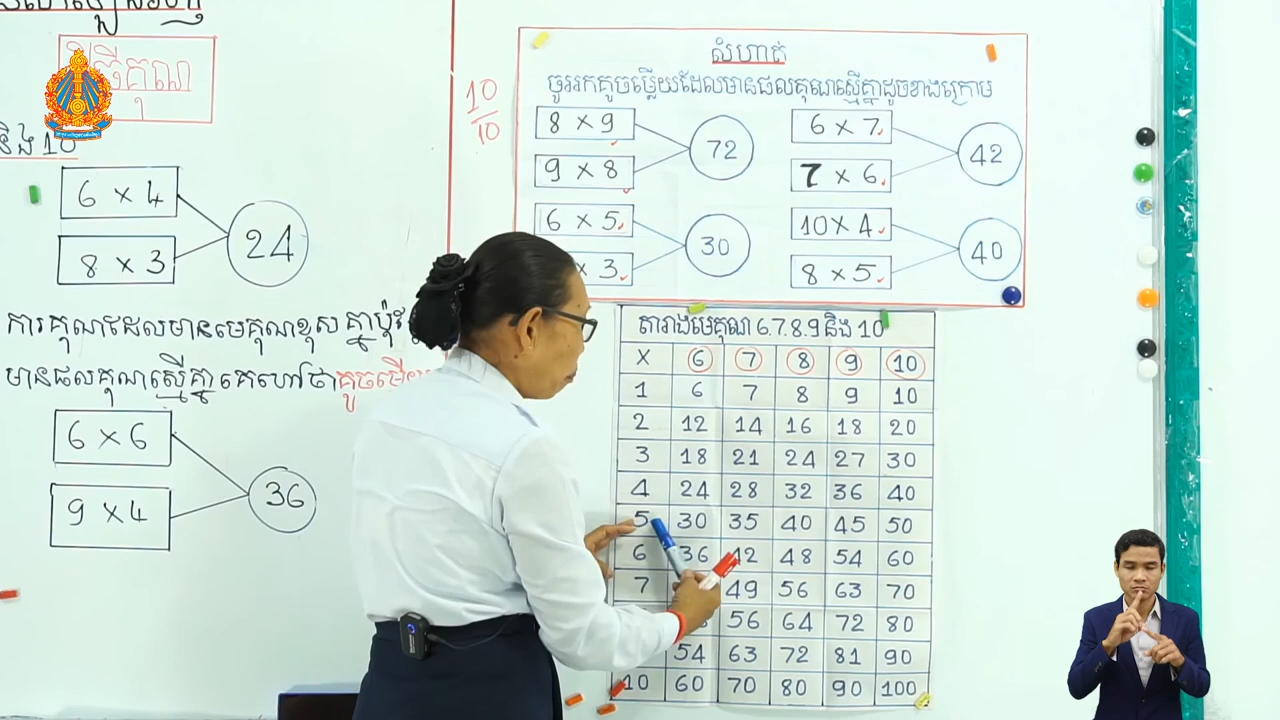 វិធីគុណ
និង 10
6 × 4
8 × 3
24
ការគុណដែលមានមេគុណខុសគ្នាប៉ុន្តែ
មានផលគុណស្មើគ្នាគេហៅថាគូចម្លើយ
6 × 6
9 × 4
36
10
10
សំហាត់
ចូររកគូចម្លើយដែលមានផលគុណស្មើគ្នាដូចខាងក្រោម
8 × 9
9 × 8
72
6 × 7
7 × 6
42
6 × 5
× 3
30
10 × 4
8 × 5
40
តារាងមេគុណ 6.7.8.9 និង 10
X 6 7 8 9 10
1 6 7 8 9 10
2 12 14 16 18 20
3 18 21 24 27 30
4 24 28 32 36 40
5 30 35 40 45 50
6 36 42 48 54 60
7 49 56 63 70
56 64 72 80
54 63 72 81 90
10 60 70 80 90 100